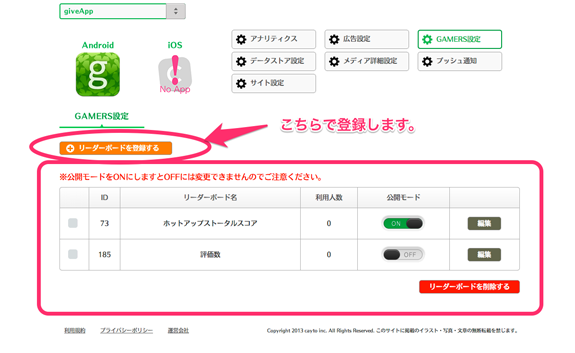 giveApp
Android
iOS
g
No App
アナリティクス
広告設定
GAMERS設定
データストア設定
メディア詳細設定
プッシュ通知
サイト設定
GAMERS設定
リーダーボードを登録する
こちらで登録します。
※公開モードをONにしますとOFFには変更できませんのでご注意ください。
ID リーダーボード名 利用人数 公開モード
73 ホットアップストータルスコア 0 ON 編集
185 評価数 0 OFF 編集
リーダーボードを削除する
利用規約 プライバシーポリシー 運営会社
Copyright 2013 cayto inc. All Rights Reserved. このサイトに掲載のイラスト・写真・文章の無断転載を禁じます。